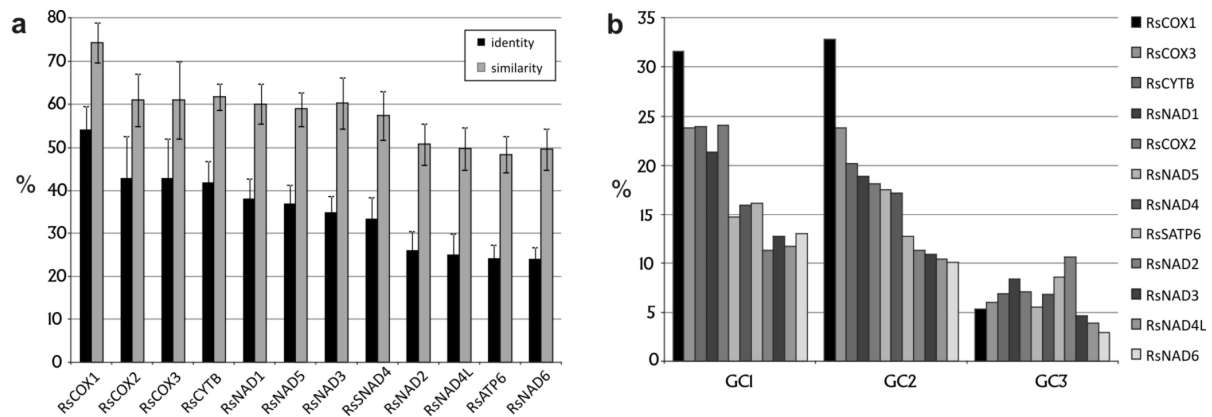 a
80
70
60
50
40
30
20
10
0
%
identity
similarity
RsCOX1
RsCOX2
RsCOX3
RsCYTB
RsNAD1
RsNAD5
RsNAD3
RsSNAD4
RsNAD2
RsNAD4L
RsATP6
RsNAD6
b
35
30
25
20
15
10
5
0
%
GC1
GC2
GC3
RsCOX1
RsCOX3
RsCYTB
RsNAD1
RsCOX2
RsNAD5
RsNAD4
RsSATP6
RsNAD2
RsNAD3
RsNAD4L
RsNAD6